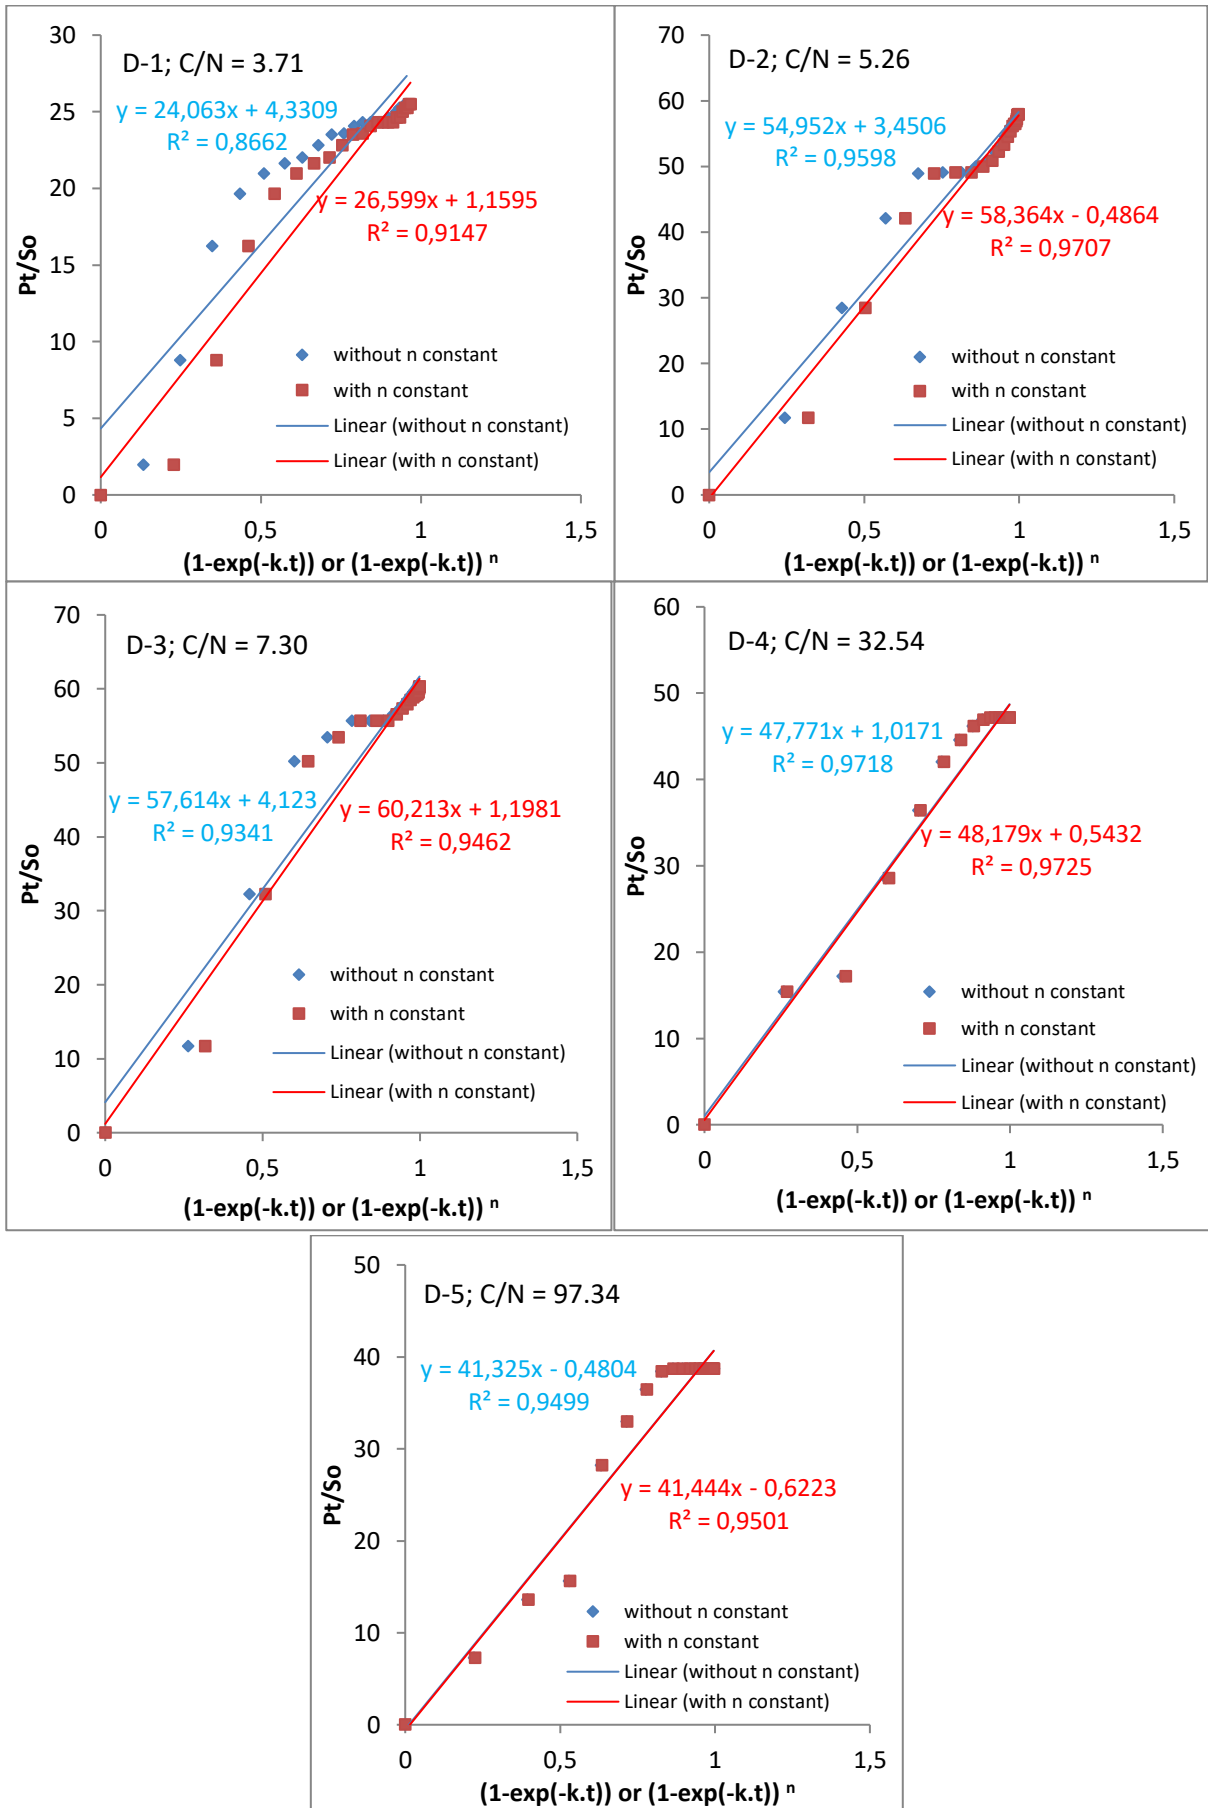 D-1; C/N = 3.71
y = 24,063x + 4,3309
R² = 0,8662
y = 26,599x + 1,1595
R² = 0,9147
without n constant
with n constant
Linear (without n constant)
Linear (with n constant)
Pt/So
30
25
20
15
10
5
0
0 0,5 1 1,5
(1-exp(-k.t)) or (1-exp(-k.t)) ⁿ
D-2; C/N = 5.26
y = 54,952x + 3,4506
R² = 0,9598
y = 58,364x - 0,4864
R² = 0,9707
without n constant
with n constant
Linear (without n constant)
Linear (with n constant)
Pt/So
70
60
50
40
30
20
10
0
0 0,5 1 1,5
(1-exp(-k.t)) or (1-exp(-k.t)) ⁿ
D-3; C/N = 7.30
y = 57,614x + 4,123
R² = 0,9341
y = 60,213x + 1,1981
R² = 0,9462
without n constant
with n constant
Linear (without n constant)
Linear (with n constant)
Pt/So
70
60
50
40
30
20
10
0
0 0,5 1 1,5
(1-exp(-k.t)) or (1-exp(-k.t)) ⁿ
D-4; C/N = 32.54
y = 47,771x + 1,0171
R² = 0,9718
y = 48,179x + 0,5432
R² = 0,9725
without n constant
with n constant
Linear (without n constant)
Linear (with n constant)
Pt/So
60
50
40
30
20
10
0
0 0,5 1 1,5
(1-exp(-k.t)) or (1-exp(-k.t)) ⁿ
D-5; C/N = 97.34
y = 41,325x - 0,4804
R² = 0,9499
y = 41,444x - 0,6223
R² = 0,9501
without n constant
with n constant
Linear (without n constant)
Linear (with n constant)
Pt/So
50
40
30
20
10
0
0 0,5 1 1,5
(1-exp(-k.t)) or (1-exp(-k.t)) ⁿ